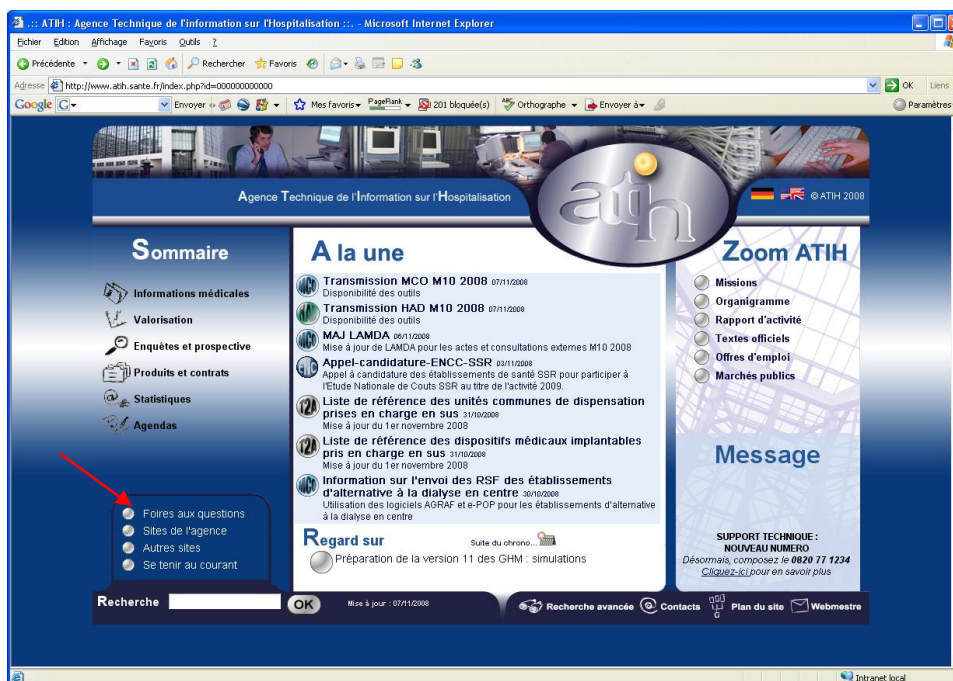 .:: ATIH : Agence Technique de l'information sur l'Hospitalisation ::. - Microsoft Internet Explorer
Fichier Edition Affichage Favoris Outils ?
Précédente Rechercher Favoris
Adresse http://www.atih.sante.fr/index.php?id=000000000000 OK Liens
Google G Envoyer Mes favoris PageRank 201 bloquée(s) Orthographe Envoyer à Paramètres
Agence Technique de l'Information sur l'Hospitalisation
atih
© ATIH 2008
Sommaire
Informations médicales
Valorisation
Enquêtes et prospective
Produits et contrats
Statistiques
Agendas
Foires aux questions
Sites de l'agence
Autres sites
Se tenir au courant
A la une
Transmission MCO M10 2008 07/11/2008
Disponibilité des outils
Transmission HAD M10 2008 07/11/2008
Disponibilité des outils
MAJ LAMDA 06/11/2008
Mise à jour de LAMDA pour les actes et consultations externes M10 2008
Appel-candidature-ENCC-SSR 03/11/2008
Appel à candidature des établissements de santé SSR pour participer à
l'Etude Nationale de Couts SSR au titre de l'activité 2009.
T2A
Liste de référence des unités communes de dispensation
prises en charge en sus 31/10/2008
Mise à jour du 1er novembre 2008
T2A
Liste de référence des dispositifs médicaux implantables
pris en charge en sus 31/10/2008
Mise à jour du 1er novembre 2008
Information sur l'envoi des RSF des établissements
d'alternative à la dialyse en centre 30/10/2008
Utilisation des logiciels AGRAF et e-POP pour les établissements d'alternative
à la dialyse en centre
Regard sur
Suite du chrono...
Préparation de la version 11 des GHM : simulations
Zoom ATIH
Missions
Organigramme
Rapport d'activité
Textes officiels
Offres d'emploi
Marchés publics
Message
SUPPORT TECHNIQUE :
NOUVEAU NUMERO
Désormais, composez le 0820 77 1234
Cliquez-ici pour en savoir plus
Recherche OK Mise à jour : 07/11/2008 Recherche avancée Contacts Plan du site Webmestre
Intranet local